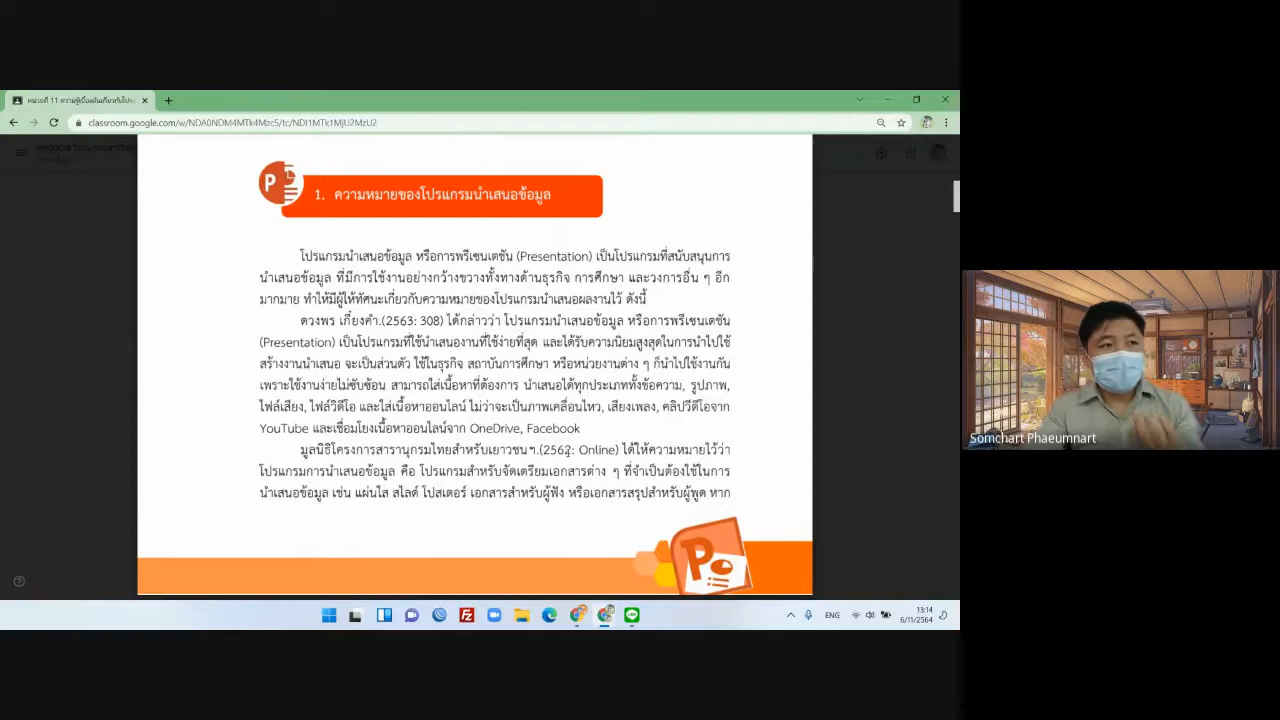 หน่วยที่ 11 ความรู้เบื้องต้นเกี่ยวกับโปร
classroom.google.com/w/NDA0NDM4MTk4Mzc5/tc/NDI1MTk1MjU2MzU2
1. ความหมายของโปรแกรมนำเสนอข้อมูล
โปรแกรมนำเสนอข้อมูล หรือการพรีเซนเตชัน (Presentation) เป็นโปรแกรมที่สนับสนุนการ
นำเสนอข้อมูล ที่มีการใช้งานอย่างกว้างขวางทั้งทางด้านธุรกิจ การศึกษา และวงการอื่น ๆ อีก
มากมาย ทำให้มีผู้ให้ทัศนะเกี่ยวกับความหมายของโปรแกรมนำเสนอผลงานไว้ ดังนี้
ดวงพร เกี๋ยงคำ.(2563: 308) ได้กล่าวว่า โปรแกรมนำเสนอข้อมูล หรือการพรีเซนเตชัน
(Presentation) เป็นโปรแกรมที่ใช้นำเสนองานที่ใช้ง่ายที่สุด และได้รับความนิยมสูงสุดในการนำไปใช้
สร้างงานนำเสนอ จะเป็นส่วนตัว ใช้ในธุรกิจ สถาบันการศึกษา หรือหน่วยงานต่าง ๆ ก็นำไปใช้งานกัน
เพราะใช้งานง่ายไม่ซับซ้อน สามารถใส่เนื้อหาที่ต้องการ นำเสนอได้ทุกประเภททั้งข้อความ, รูปภาพ,
ไฟล์เสียง, ไฟล์วิดีโอ และใส่เนื้อหาออนไลน์ ไม่ว่าจะเป็นภาพเคลื่อนไหว, เสียงเพลง, คลิปวีดีโอจาก
YouTube และเชื่อมโยงเนื้อหาออนไลน์จาก OneDrive, Facebook
มูลนิธิโครงการสารานุกรมไทยสำหรับเยาวชนฯ.(2562: Online) ได้ให้ความหมายไว้ว่า
โปรแกรมการนำเสนอข้อมูล คือ โปรแกรมสำหรับจัดเตรียมเอกสารต่าง ๆ ที่จำเป็นต้องใช้ในการ
นำเสนอข้อมูล เช่น แผ่นใส สไลด์ โปสเตอร์ เอกสารสำหรับผู้ฟัง หรือเอกสารสรุปสำหรับผู้พูด หาก
Somchart Phaeumnart
ENG
13:14
6/11/2564